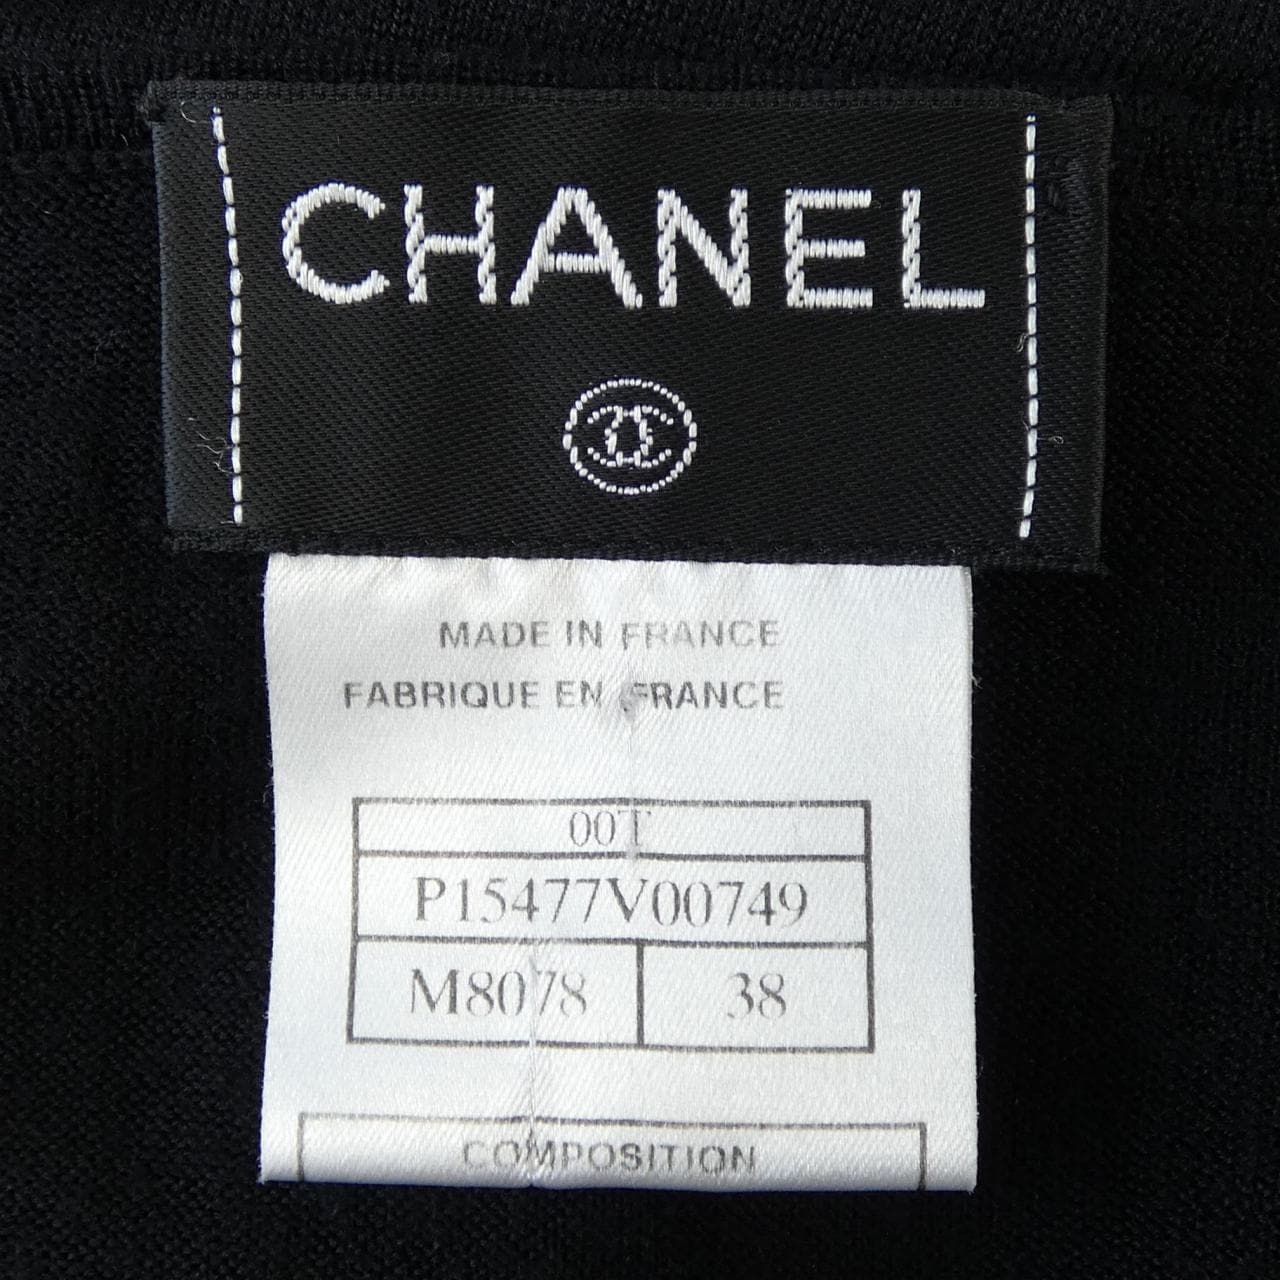 CHANEL
MADE IN FRANCE
FABRIQUE EN FRANCE
00T
P15477V00749
M8078 38
COMPOSITION